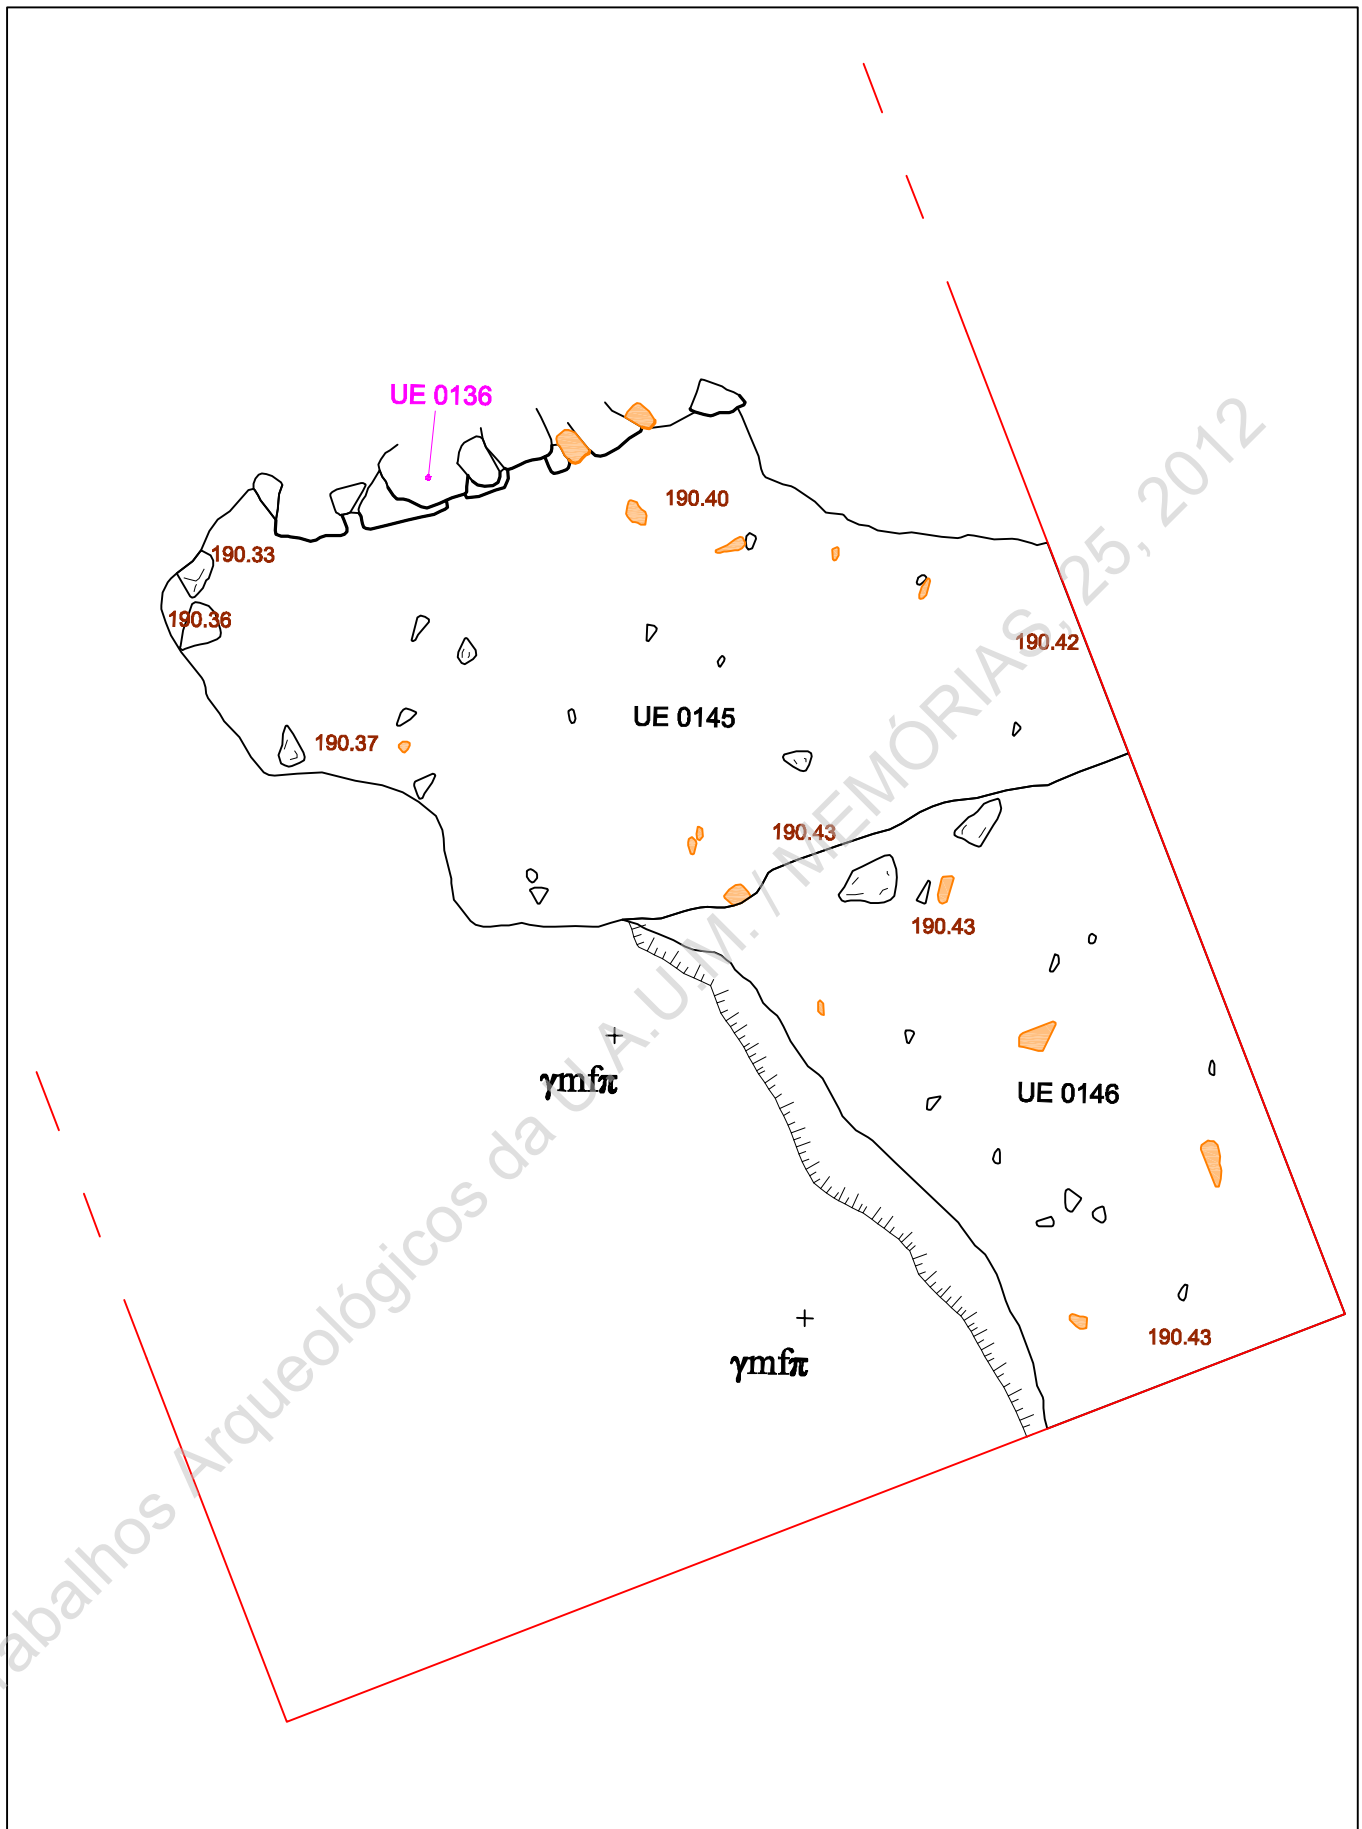 UE 0136
190.40
190.33
190.36
190.42
UE 0145
190.37
190.43
190.43
γmfπ
UE 0146
190.43
γmfπ
rabalhos Arqueológicos da U.A.U.M. / MEMÓRIAS, 25, 2012